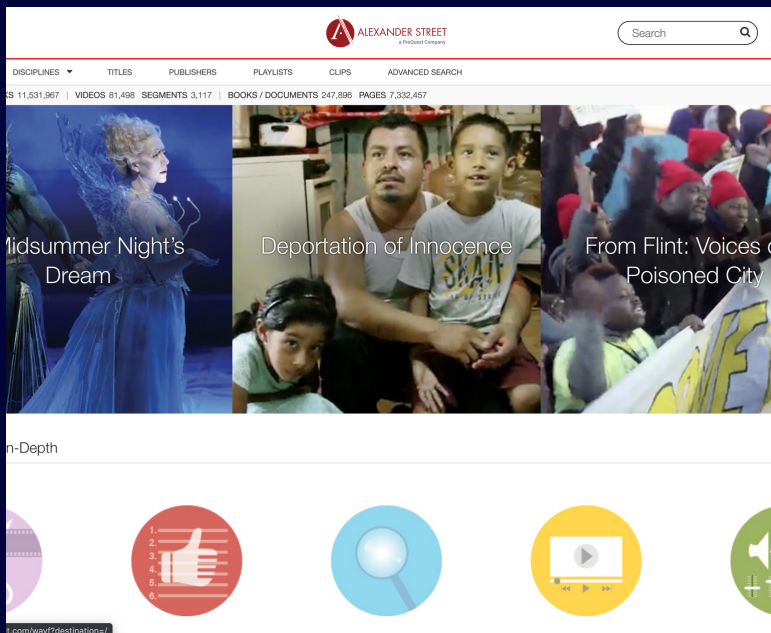 ALEXANDER STREET
a ProQuest Company
Search
DISCIPLINES TITLES PUBLISHERS PLAYLISTS CLIPS ADVANCED SEARCH
KS 11,531,967 | VIDEOS 81,498 SEGMENTS 3,117 | BOOKS / DOCUMENTS 247,896 PAGES 7,332,457
Midsummer Night's
Dream
Deportation of Innocence
From Flint: Voices
Poisoned City
n-Depth
1.
2.
3.
4.
5.
6.
t.com/wayf?destination=/